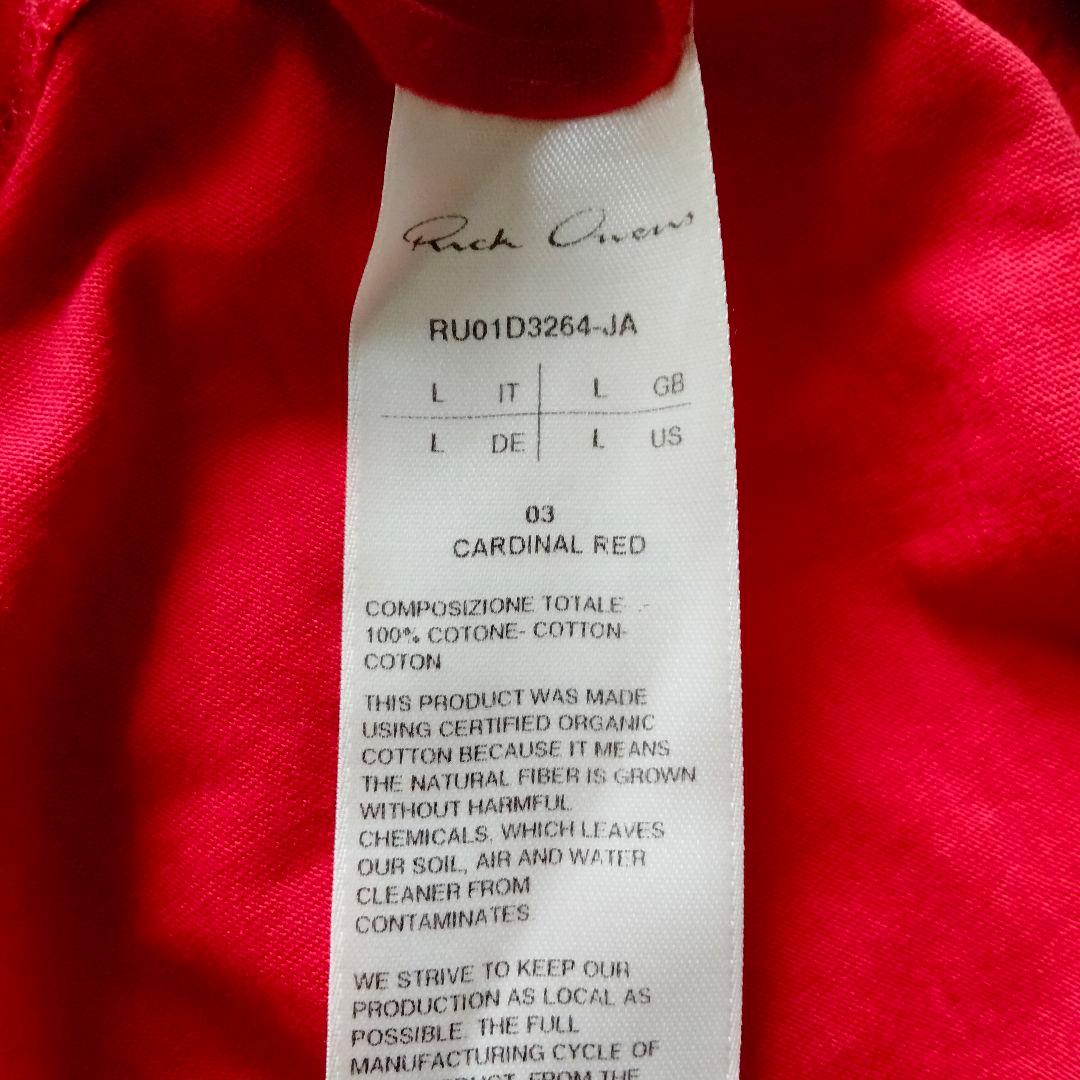 Rick Owens
RU01D3264-JA
L IT L GB
L DE L US
03
CARDINAL RED
COMPOSIZIONE TOTALE -
100% COTONE- COTTON-
COTON
THIS PRODUCT WAS MADE
USING CERTIFIED ORGANIC
COTTON BECAUSE IT MEANS
THE NATURAL FIBER IS GROWN
WITHOUT HARMFUL
CHEMICALS, WHICH LEAVES
OUR SOIL, AIR AND WATER
CLEANER FROM
CONTAMINATES.
WE STRIVE TO KEEP OUR
PRODUCTION AS LOCAL AS
POSSIBLE. THE FULL
MANUFACTURING CYCLE OF
FROM THE